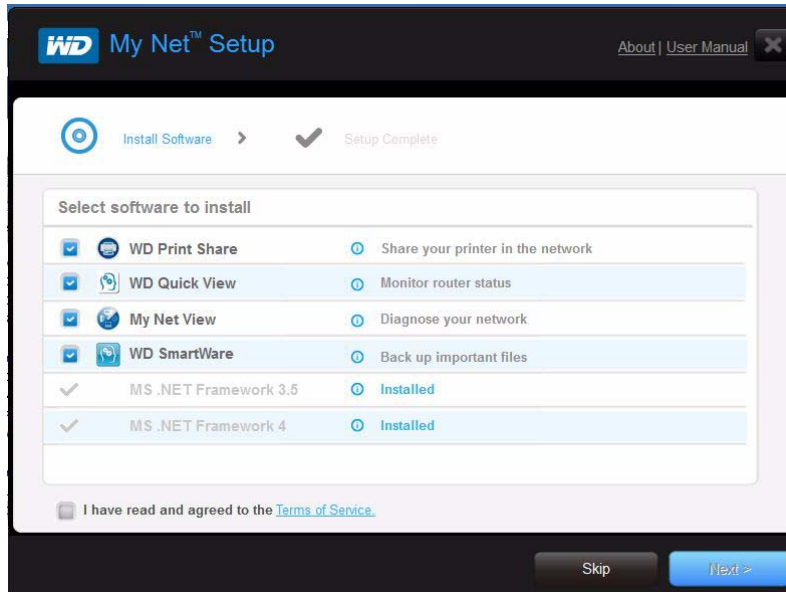 WD My Net™ Setup
About | User Manual
Install Software > Setup Complete
Select software to install
WD Print Share Share your printer in the network
WD Quick View Monitor router status
My Net View Diagnose your network
WD SmartWare Back up important files
MS .NET Framework 3.5 Installed
MS .NET Framework 4 Installed
I have read and agreed to the Terms of Service.
Skip Next >